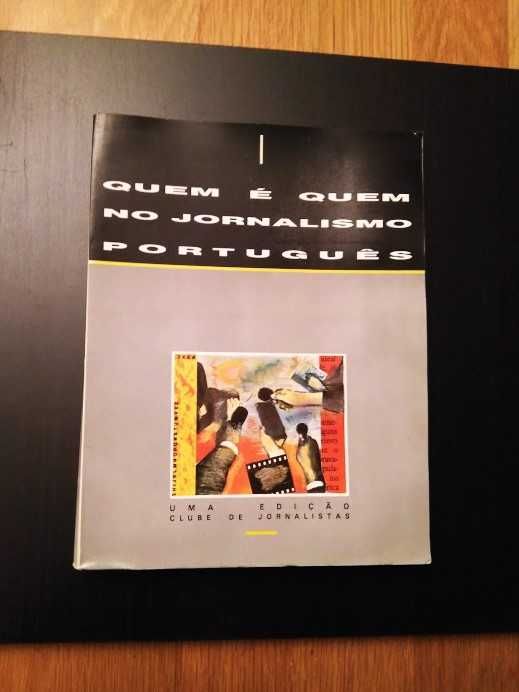 QUEM É QUEM
NO JORNALISMO
PORTUGUÊS
UMA EDIÇÃO
CLUBE DE JORNALISTAS